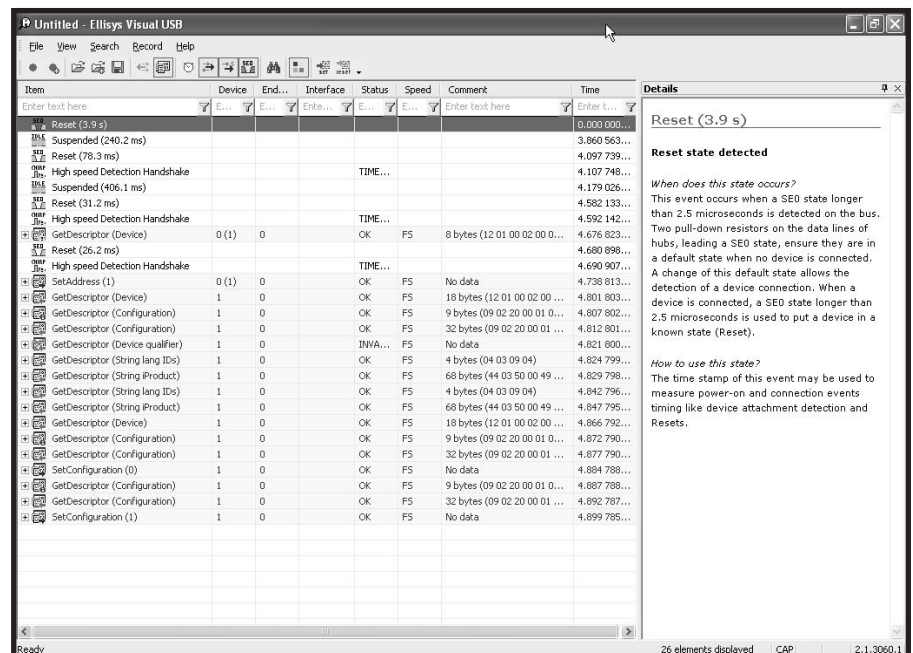 Untitled - Ellisys Visual USB
File View Search Record Help
Item Device End... Interface Status Speed Comment Time
Enter text here E... E... Ente... E... E... Enter text here Enter t...
Reset (3.9 s) 0.000 000...
Suspended (240.2 ms) 3.860 563...
Reset (78.3 ms) 4.097 739...
High speed Detection Handshake TIME... 4.107 748...
Suspended (406.1 ms) 4.179 026...
Reset (31.2 ms) 4.582 133...
High speed Detection Handshake TIME... 4.592 142...
GetDescriptor (Device) 0 (1) 0 OK FS 8 bytes (12 01 00 02 00 0... 4.676 823...
Reset (26.2 ms) 4.680 898...
High speed Detection Handshake TIME... 4.690 907...
SetAddress (1) 0 (1) 0 OK FS No data 4.738 813...
GetDescriptor (Device) 1 0 OK FS 18 bytes (12 01 00 02 00 ... 4.801 803...
GetDescriptor (Configuration) 1 0 OK FS 9 bytes (09 02 20 00 01 0... 4.807 802...
GetDescriptor (Configuration) 1 0 OK FS 32 bytes (09 02 20 00 01 ... 4.812 801...
GetDescriptor (Device qualifier) 1 0 INVA... FS No data 4.821 800...
GetDescriptor (String lang IDs) 1 0 OK FS 4 bytes (04 03 09 04) 4.824 799...
GetDescriptor (String iProduct) 1 0 OK FS 68 bytes (44 03 50 00 49 ... 4.829 798...
GetDescriptor (String lang IDs) 1 0 OK FS 4 bytes (04 03 09 04) 4.842 796...
GetDescriptor (String iProduct) 1 0 OK FS 68 bytes (44 03 50 00 49 ... 4.847 795...
GetDescriptor (Device) 1 0 OK FS 18 bytes (12 01 00 02 00 ... 4.866 792...
GetDescriptor (Configuration) 1 0 OK FS 9 bytes (09 02 20 00 01 0... 4.872 790...
GetDescriptor (Configuration) 1 0 OK FS 32 bytes (09 02 20 00 01 ... 4.877 790...
SetConfiguration (0) 1 0 OK FS No data 4.884 788...
GetDescriptor (Configuration) 1 0 OK FS 9 bytes (09 02 20 00 01 0... 4.887 788...
GetDescriptor (Configuration) 1 0 OK FS 32 bytes (09 02 20 00 01 ... 4.892 787...
SetConfiguration (1) 1 0 OK FS No data 4.899 785...
Details
Reset (3.9 s)
Reset state detected
When does this state occurs?
This event occurs when a SE0 state longer
than 2.5 microseconds is detected on the bus.
Two pull-down resistors on the data lines of
hubs, leading a SE0 state, ensure they are in
a default state when no device is connected.
A change of this default state allows the
detection of a device connection. When a
device is connected, a SE0 state longer than
2.5 microseconds is used to put a device in a
known state (Reset).
How to use this state?
The time stamp of this event may be used to
measure power-on and connection events
timing like device attachment detection and
Resets.
Ready 26 elements displayed CAP 2.1.3060.1